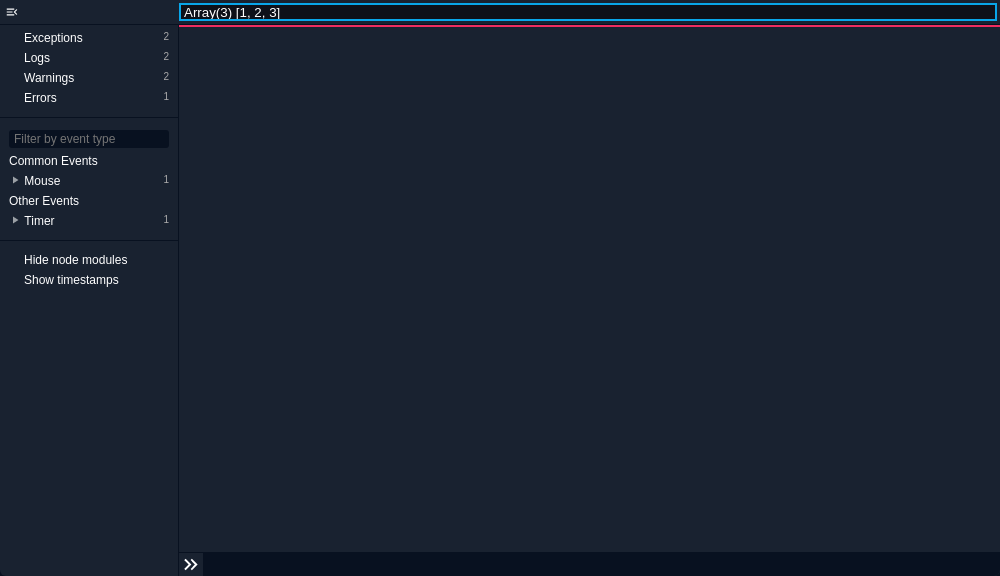 Array(3) [1, 2, 3]
Exceptions 2
Logs 2
Warnings 2
Errors 1
Filter by event type
Common Events
Mouse 1
Other Events
Timer 1
Hide node modules
Show timestamps